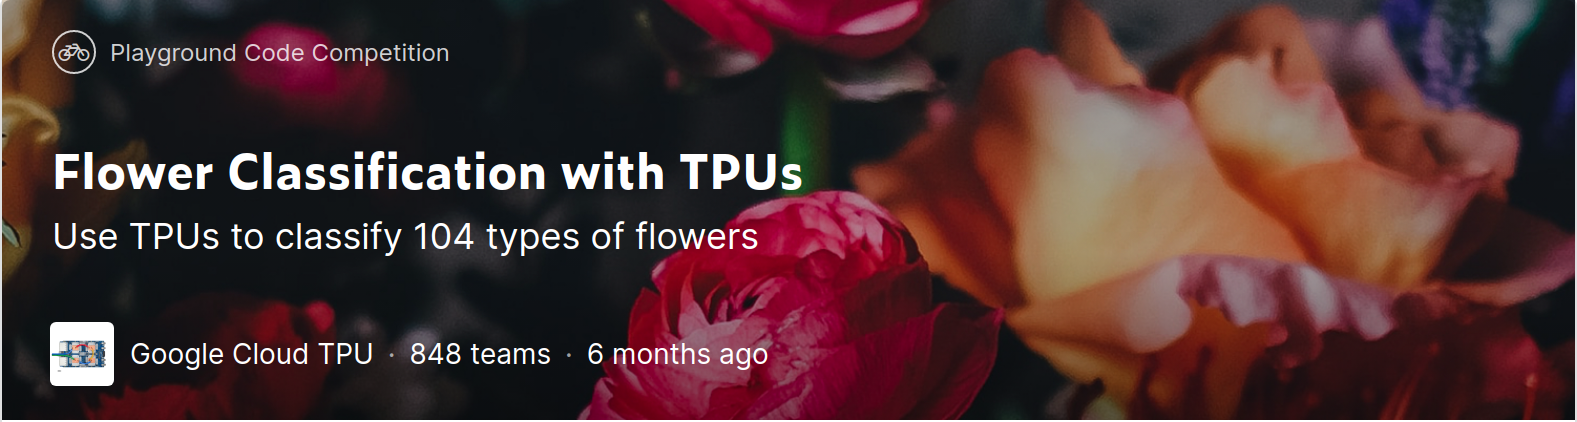 Playground Code Competition
Flower Classification with TPUs
Use TPUs to classify 104 types of flowers
Google Cloud TPU · 848 teams · 6 months ago